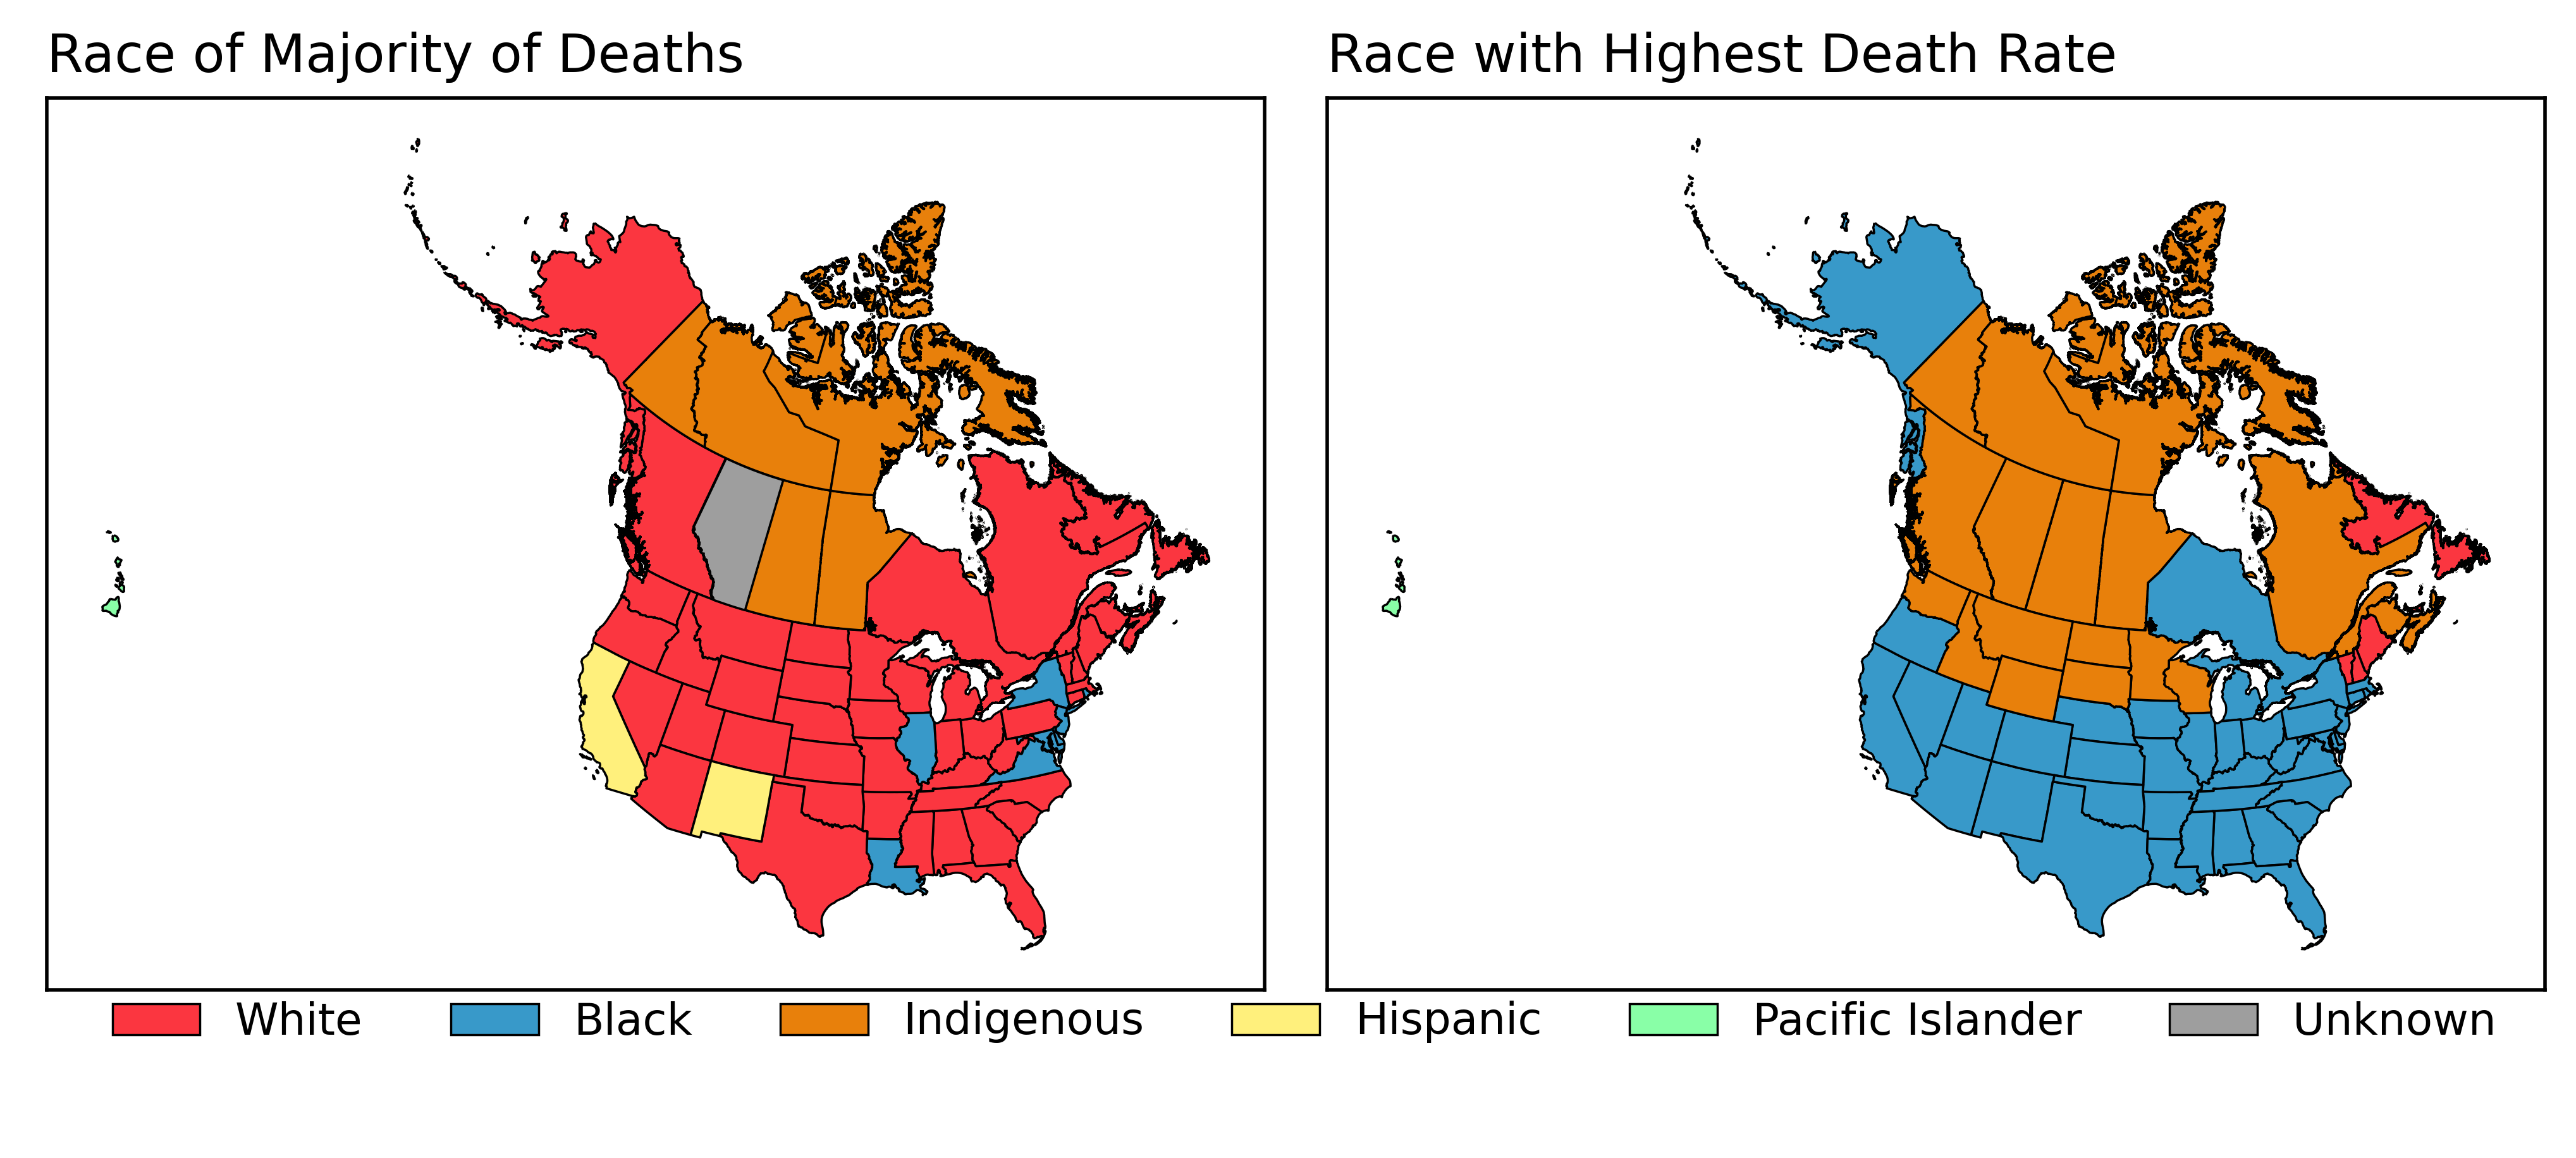 Race of Majority of Deaths
Race with Highest Death Rate
White
Black
Indigenous
Hispanic
Pacific Islander
Unknown